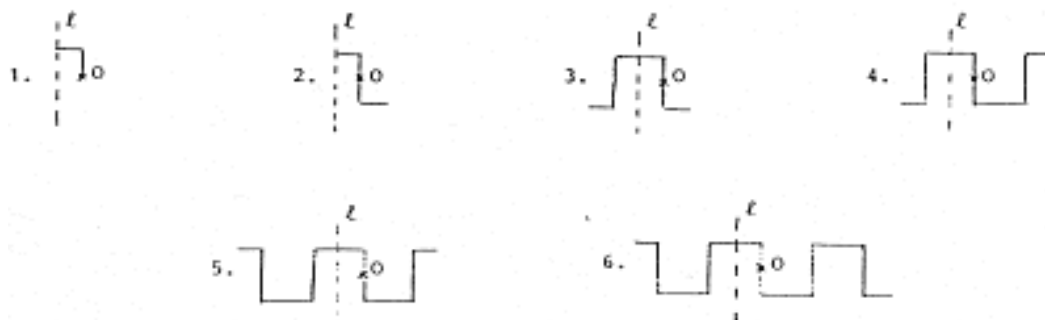 ℓ ℓ ℓ ℓ
1. O 2. O 3. O 4. O
ℓ ℓ
5. O 6. O